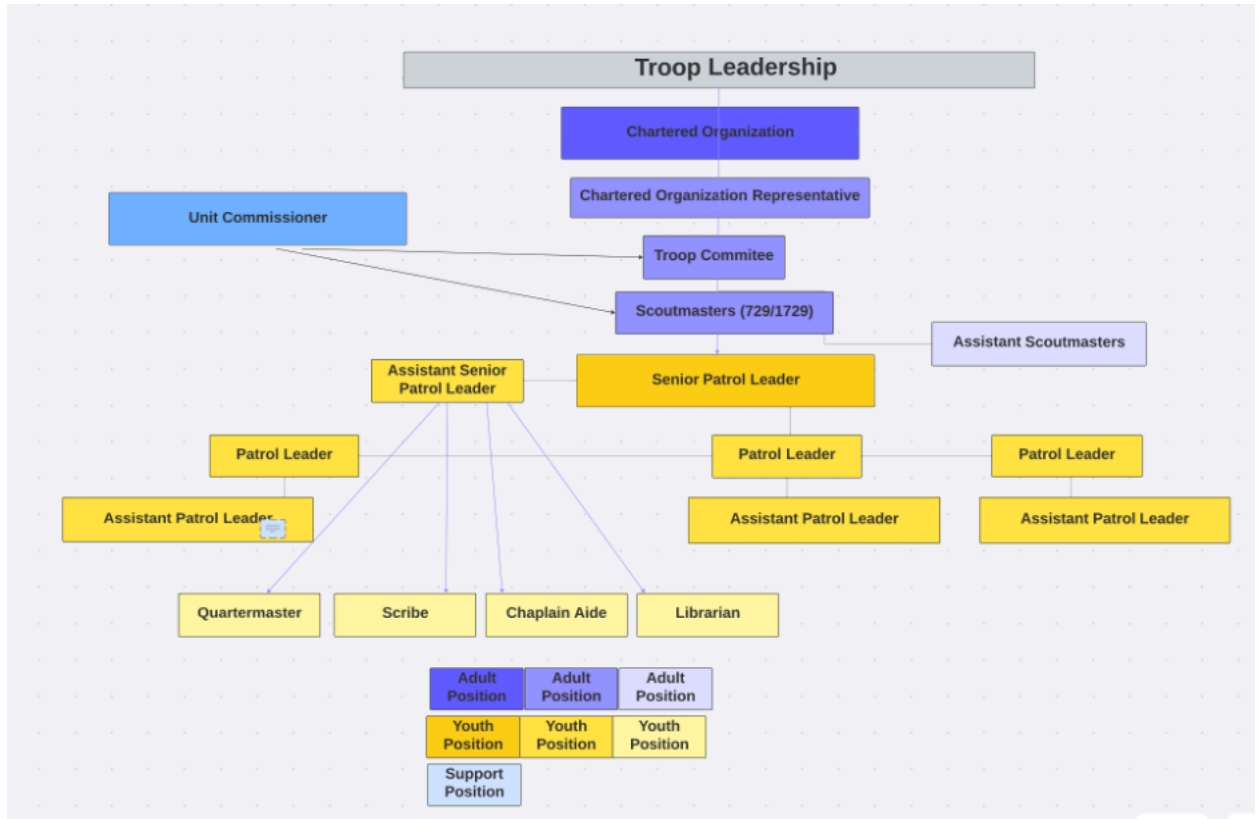 Troop Leadership
Chartered Organization
Chartered Organization Representative
Unit Commissioner
Troop Commitee
Scoutmasters (729/1729)
Assistant Scoutmasters
Assistant Senior
Patrol Leader
Senior Patrol Leader
Patrol Leader
Patrol Leader
Patrol Leader
Assistant Patrol Leader
Assistant Patrol Leader
Assistant Patrol Leader
Quartermaster
Scribe
Chaplain Aide
Librarian
Adult
Position
Adult
Position
Adult
Position
Youth
Position
Youth
Position
Youth
Position
Support
Position